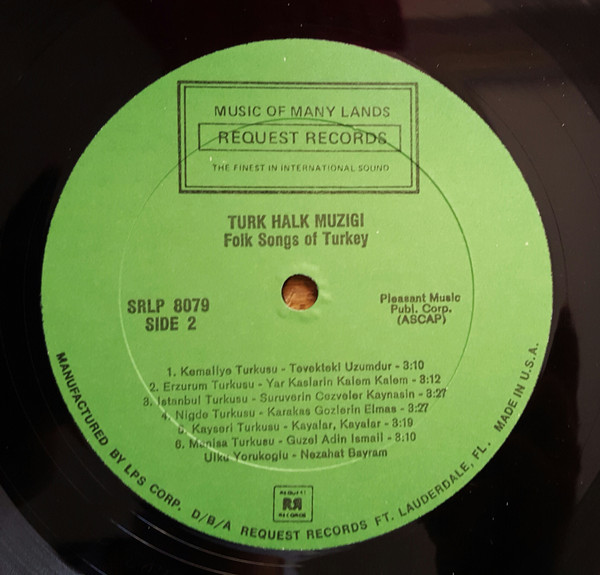 MUSIC OF MANY LANDS
REQUEST RECORDS
THE FINEST IN INTERNATIONAL SOUND
TURK HALK MUZIGI
Folk Songs of Turkey
SRLP 8079
SIDE 2
Pleasant Music
Publ. Corp.
(ASCAP)
1. Kemaliye Turkusu - Tevekteki Uzumdur - 3:10
2. Erzurum Turkusu - Yar Kaslarin Kalem Kalem - 3:12
3. Istanbul Turkusu - Suruverin Cezveler Kaynasin - 3:27
4. Nigde Turkusu - Karakas Gozlerin Elmas - 3:27
5. Kayseri Turkusu - Kayalar, Kayalar - 3:19
6. Manisa Turkusu - Guzel Adin Ismail - 3:10
Ulku Yorukoglu - Nezahat Bayram
REQUEST
RR
RECORDS
MANUFACTURED BY LPS CORP. D/B/A REQUEST RECORDS FT. LAUDERDALE, FL. MADE IN U.S.A.